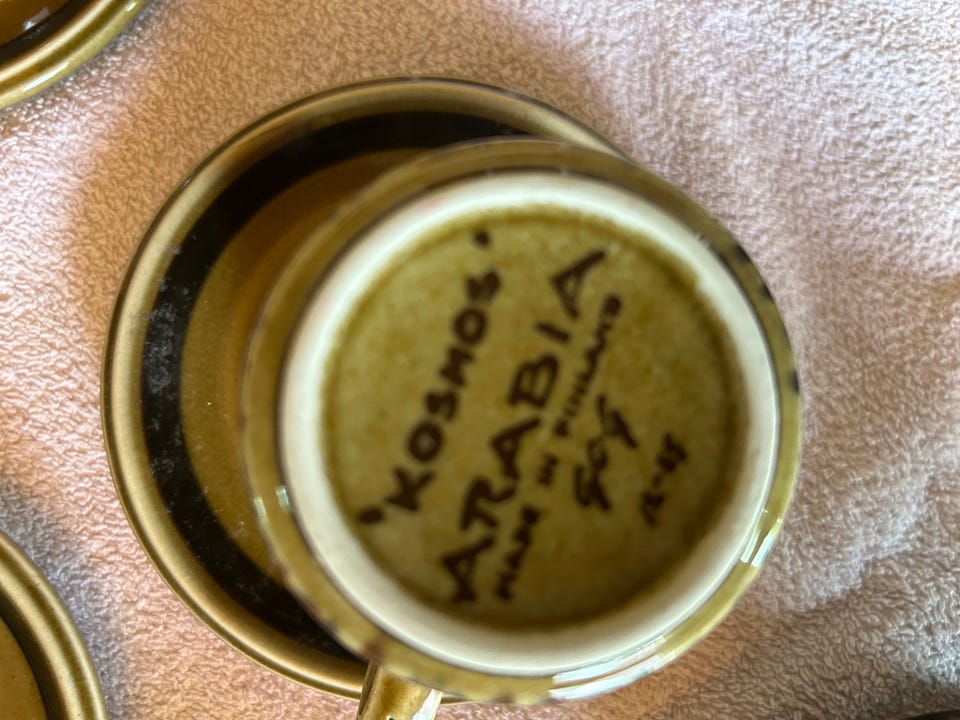 'KOSMOS'
ARABIA
MADE IN FINLAND